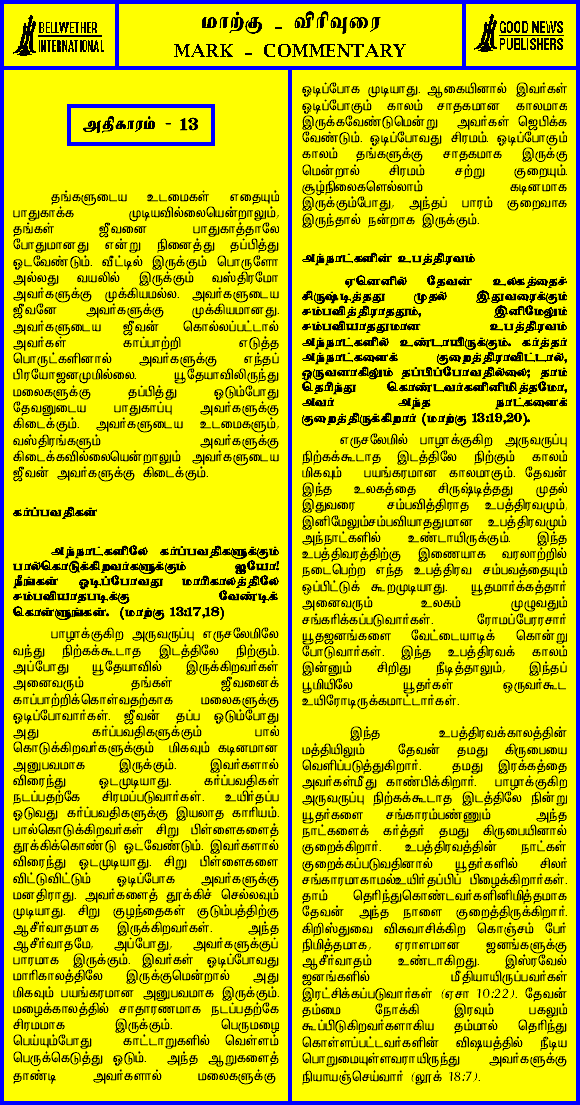 BELLWETHER
INTERNATIONAL
மாற்கு - விரிவுரை
MARK - COMMENTARY
GOOD NEWS
PUBLISHERS
அதிகாரம் - 13
தங்களுடைய உடமைகள் எதையும்
பாதுகாக்க முடியவில்லையென்றாலும்,
தங்கள் ஜீவனை பாதுகாத்தாலே
போதுமானது என்று நினைத்து தப்பித்து
ஓடவேண்டும். வீட்டில் இருக்கும் பொருளோ
அல்லது வயலில் இருக்கும் வஸ்திரமோ
அவர்களுக்கு முக்கியமல்ல. அவர்களுடைய
ஜீவனே அவர்களுக்கு முக்கியமானது.
அவர்களுடைய ஜீவன் கொல்லப்பட்டால்
அவர்கள் காப்பாற்றி எடுத்த
பொருட்களினால் அவர்களுக்கு எந்தப்
பிரயோஜனமுமில்லை. யூதேயாவிலிருந்து
மலைகளுக்கு தப்பித்து ஓடும்போது
தேவனுடைய பாதுகாப்பு அவர்களுக்கு
கிடைக்கும். அவர்களுடைய உடமைகளும்,
வஸ்திரங்களும் அவர்களுக்கு
கிடைக்கவில்லையென்றாலும் அவர்களுடைய
ஜீவன் அவர்களுக்கு கிடைக்கும்.
கர்ப்பவதிகள்
அந்நாட்களிலே கர்ப்பவதிகளுக்கும்
பால்கொடுக்கிறவர்களுக்கும் ஐயோ!
நீங்கள் ஓடிப்போவது மாரிகாலத்திலே
சம்பவியாதபடிக்கு வேண்டிக்
கொள்ளுங்கள். (மாற்கு 13:17,18)
பாழாக்குகிற அருவருப்பு எருசலேமிலே
வந்து நிற்கக்கூடாத இடத்திலே நிற்கும்.
அப்போது யூதேயாவில் இருக்கிறவர்கள்
அனைவரும் தங்கள் ஜீவனைக்
காப்பாற்றிக்கொள்வதற்காக மலைகளுக்கு
ஓடிப்போவார்கள். ஜீவன் தப்ப ஓடும்போது
அது கர்ப்பவதிகளுக்கும் பால்
கொடுக்கிறவர்களுக்கும் மிகவும் கடினமான
அனுபவமாக இருக்கும். இவர்களால்
விரைந்து ஓடமுடியாது. கர்ப்பவதிகள்
நடப்பதற்கே சிரமப்படுவார்கள். உயிர்தப்ப
ஓடுவது கர்ப்பவதிகளுக்கு இயலாத காரியம்.
பால்கொடுக்கிறவர்கள் சிறு பிள்ளைகளைத்
தூக்கிக்கொண்டு ஓடவேண்டும். இவர்களால்
விரைந்து ஓடமுடியாது. சிறு பிள்ளைகளை
விட்டுவிட்டும் ஓடிப்போக அவர்களுக்கு
மனதிராது. அவர்களைத் தூக்கிச் செல்லவும்
முடியாது. சிறு குழந்தைகள் குடும்பத்திற்கு
ஆசீர்வாதமாக இருக்கிறவர்கள். அந்த
ஆசீர்வாதமே, அப்போது, அவர்களுக்குப்
பாரமாக இருக்கும். இவர்கள் ஓடிப்போவது
மாரிகாலத்திலே இருக்குமென்றால் அது
மிகவும் பயங்கரமான அனுபவமாக இருக்கும்.
மழைக்காலத்தில் சாதாரணமாக நடப்பதற்கே
சிரமமாக இருக்கும். பெருமழை
பெய்யும்போது காட்டாறுகளில் வெள்ளம்
பெருக்கெடுத்து ஓடும். அந்த ஆறுகளைத்
தாண்டி அவர்களால் மலைகளுக்கு
ஓடிப்போக முடியாது. ஆகையினால் இவர்கள்
ஓடிப்போகும் காலம் சாதகமான காலமாக
இருக்கவேண்டுமென்று அவர்கள் ஜெபிக்க
வேண்டும். ஓடிப்போவது சிரமம். ஓடிப்போகும்
காலம் தங்களுக்கு சாதகமாக இருக்கு
மென்றால் சிரமம் சற்று குறையும்.
சூழ்நிலைகளெல்லாம் கடினமாக
இருக்கும்போது, அந்தப் பாரம் குறைவாக
இருந்தால் நன்றாக இருக்கும்.
அந்நாட்களின் உபத்திரவம்
ஏனெனில் தேவன் உலகத்தைச்
சிருஷ்டித்தது முதல் இதுவரைக்கும்
சம்பவித்திராததும், இனிமேலும்
சம்பவியாததுமான உபத்திரவம்
அந்நாட்களில் உண்டாயிருக்கும். கர்த்தர்
அந்நாட்களைக் குறைத்திராவிட்டால்,
ஒருவனாகிலும் தப்பிப்போவதில்லை; தாம்
தெரிந்து கொண்டவர்களினிமித்தமோ,
அவர் அந்த நாட்களைக்
குறைத்திருக்கிறார் (மாற்கு 13:19,20).
எருசலேமில் பாழாக்குகிற அருவருப்பு
நிற்கக்கூடாத இடத்திலே நிற்கும் காலம்
மிகவும் பயங்கரமான காலமாகும். தேவன்
இந்த உலகத்தை சிருஷ்டித்தது முதல்
இதுவரை சம்பவித்திராத உபத்திரவமும்,
இனிமேலும்சம்பவியாததுமான உபத்திரவமும்
அந்நாட்களில் உண்டாயிருக்கும். இந்த
உபத்திவரத்திற்கு இணையாக வரலாற்றில்
நடைபெற்ற எந்த உபத்திரவ சம்பவத்தையும்
ஒப்பிட்டுக் கூறமுடியாது. யூதமார்க்கத்தார்
அனைவரும் உலகம் முழுவதும்
சங்கரிக்கப்படுவார்கள். ரோமப்பேரரசார்
யூதஜனங்களை வேட்டையாடிக் கொன்று
போடுவார்கள். இந்த உபத்திரவக் காலம்
இன்னும் சிறிது நீடித்தாலும், இந்தப்
பூமியிலே யூதர்கள் ஒருவர்கூட
உயிரோடிருக்கமாட்டார்கள்.
இந்த உபத்திரவக்காலத்தின்
மத்தியிலும் தேவன் தமது கிருபையை
வெளிப்படுத்துகிறார். தமது இரக்கத்தை
அவர்கள்மீது காண்பிக்கிறார். பாழாக்குகிற
அருவருப்பு நிற்கக்கூடாத இடத்திலே நின்று
யூதர்களை சங்காரம்பண்ணும் அந்த
நாட்களைக் கர்த்தர் தமது கிருபையினால்
குறைக்கிறார். உபத்திரவத்தின் நாட்கள்
குறைக்கப்படுவதினால் யூதர்களில் சிலர்
சங்காரமாகாமல்உயிர்தப்பிப் பிழைக்கிறார்கள்.
தாம் தெரிந்துகொண்டவர்களினிமித்தமாக
தேவன் அந்த நாளை குறைத்திருக்கிறார்.
கிறிஸ்துவை விசுவாசிக்கிற கொஞ்சம் பேர்
நிமித்தமாக, ஏராளமான ஜனங்களுக்கு
ஆசீர்வாதம் உண்டாகிறது. இஸ்ரவேல்
ஜனங்களில் மீதியாயிருப்பவர்கள்
இரட்சிக்கப்படுவார்கள் (ஏசா 10:22). தேவன்
தம்மை நோக்கி இரவும் பகலும்
கூப்பிடுகிறவர்களாகிய தம்மால் தெரிந்து
கொள்ளப்பட்டவர்களின் விஷயத்தில் நீடிய
பொறுமையுள்ளவராயிருந்து அவர்களுக்கு
நியாயஞ்செய்வார் (லூக் 18:7).